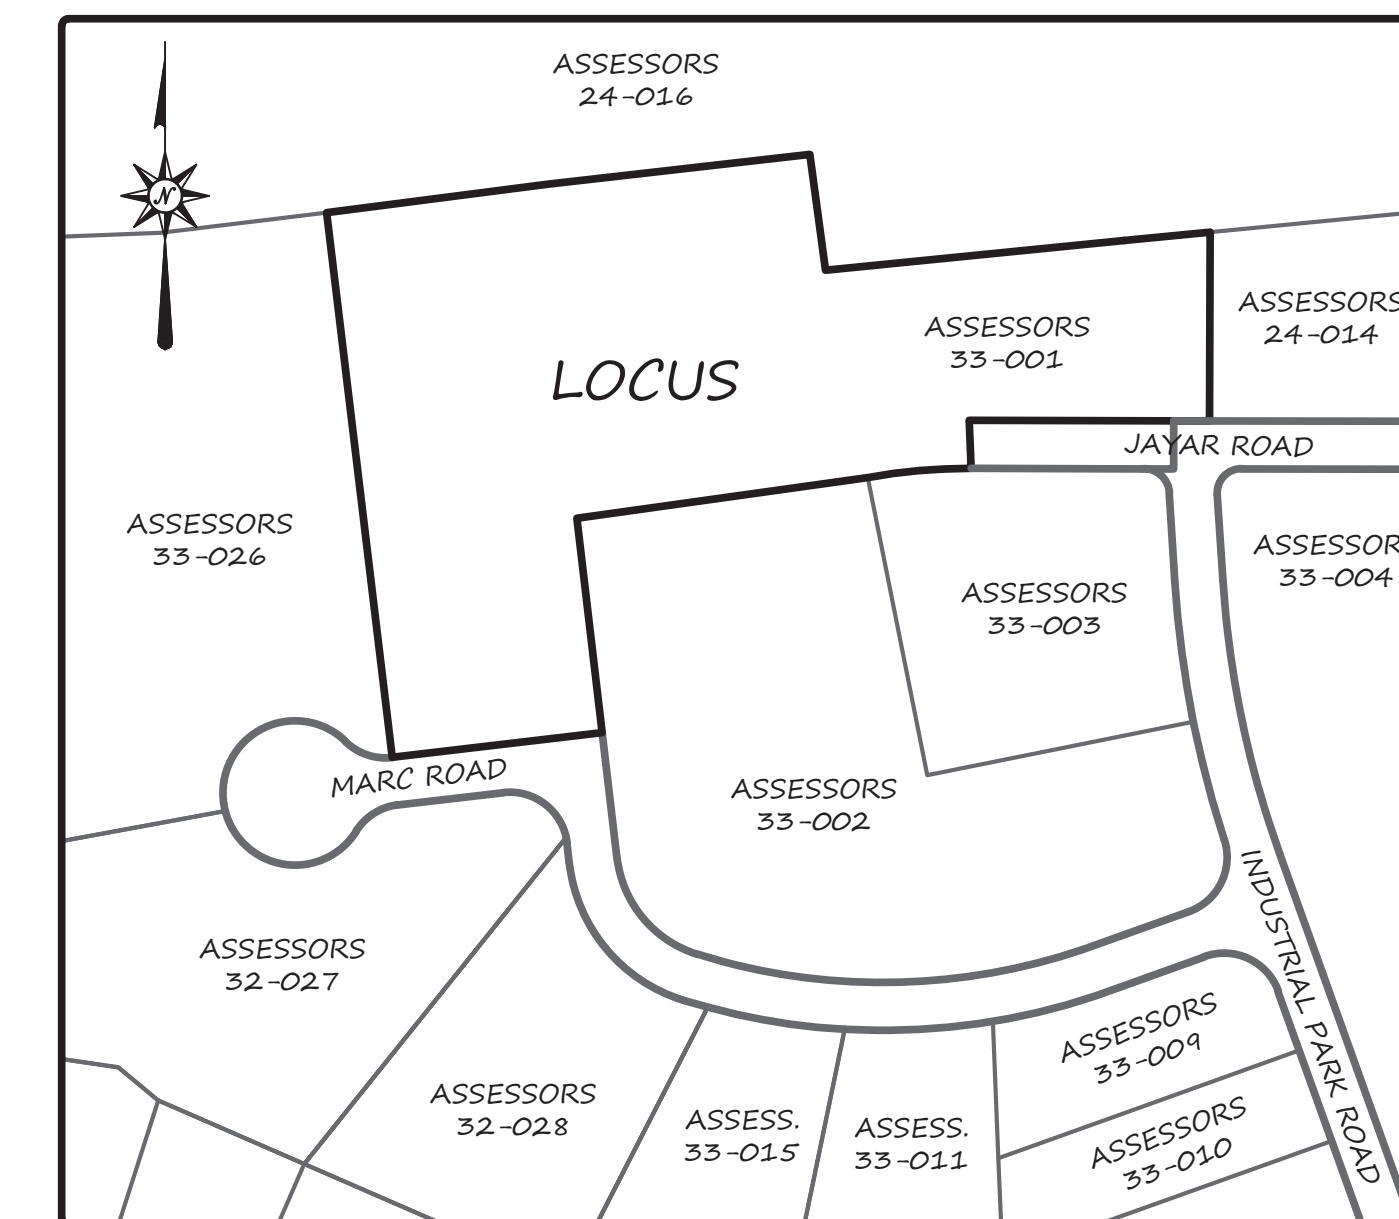 ASSESSORS
24-016
N
ASSESSORS
24-014
ASSESSORS
33-001
LOCUS
JAYAR ROAD
ASSESSORS
33-026
ASSESSOR
33-004
ASSESSORS
33-003
MARC ROAD
ASSESSORS
33-002
INDUSTRIAL PARK ROAD
ASSESSORS
32-027
ASSESSORS
33-009
ASSESSORS
32-028
ASSESS.
33-015
ASSESS.
33-011
ASSESSORS
33-010